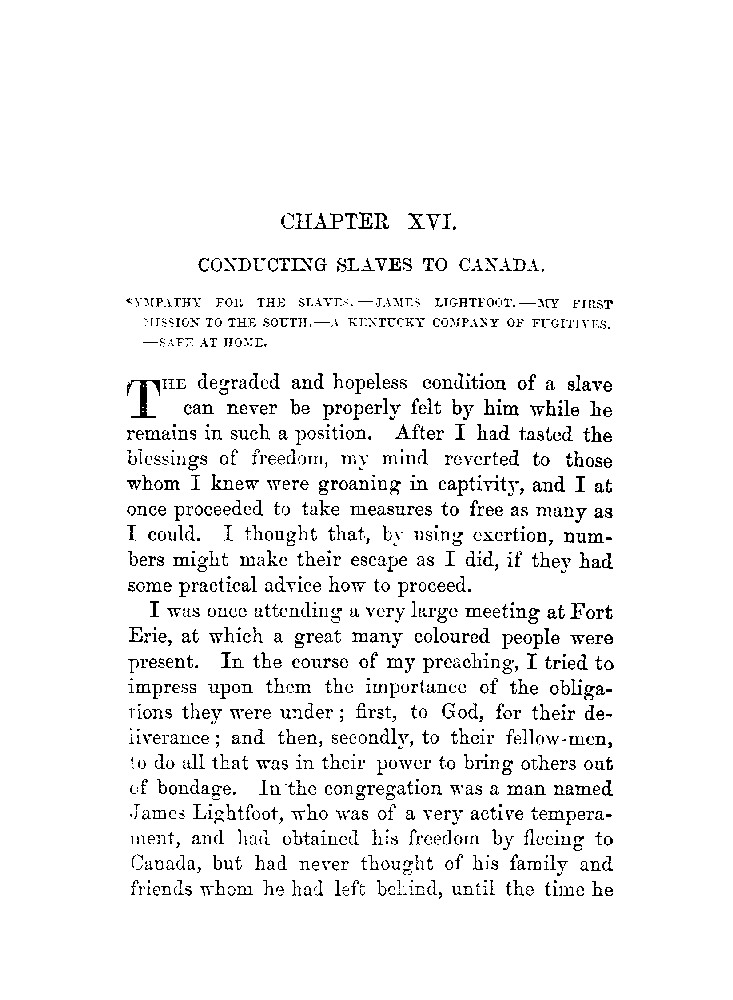 CHAPTER XVI.
CONDUCTING SLAVES TO CANADA.
SYMPATHY FOR THE SLAVES.—JAMES LIGHTFOOT.—MY FIRST
MISSION TO THE SOUTH.—A KENTUCKY COMPANY OF FUGITIVES.
—SAFE AT HOME.
THE degraded and hopeless condition of a slave
can never be properly felt by him while he
remains in such a position. After I had tasted the
blessings of freedom, my mind reverted to those
whom I knew were groaning in captivity, and I at
once proceeded to take measures to free as many as
I could. I thought that, by using exertion, num-
bers might make their escape as I did, if they had
some practical advice how to proceed.
I was once attending a very large meeting at Fort
Erie, at which a great many coloured people were
present. In the course of my preaching, I tried to
impress upon them the importance of the obliga-
tions they were under; first, to God, for their de-
liverance; and then, secondly, to their fellow-men,
to do all that was in their power to bring others out
of bondage. In the congregation was a man named
James Lightfoot, who was of a very active tempera-
ment, and had obtained his freedom by fleeing to
Canada, but had never thought of his family and
friends whom he had left behind, until the time he